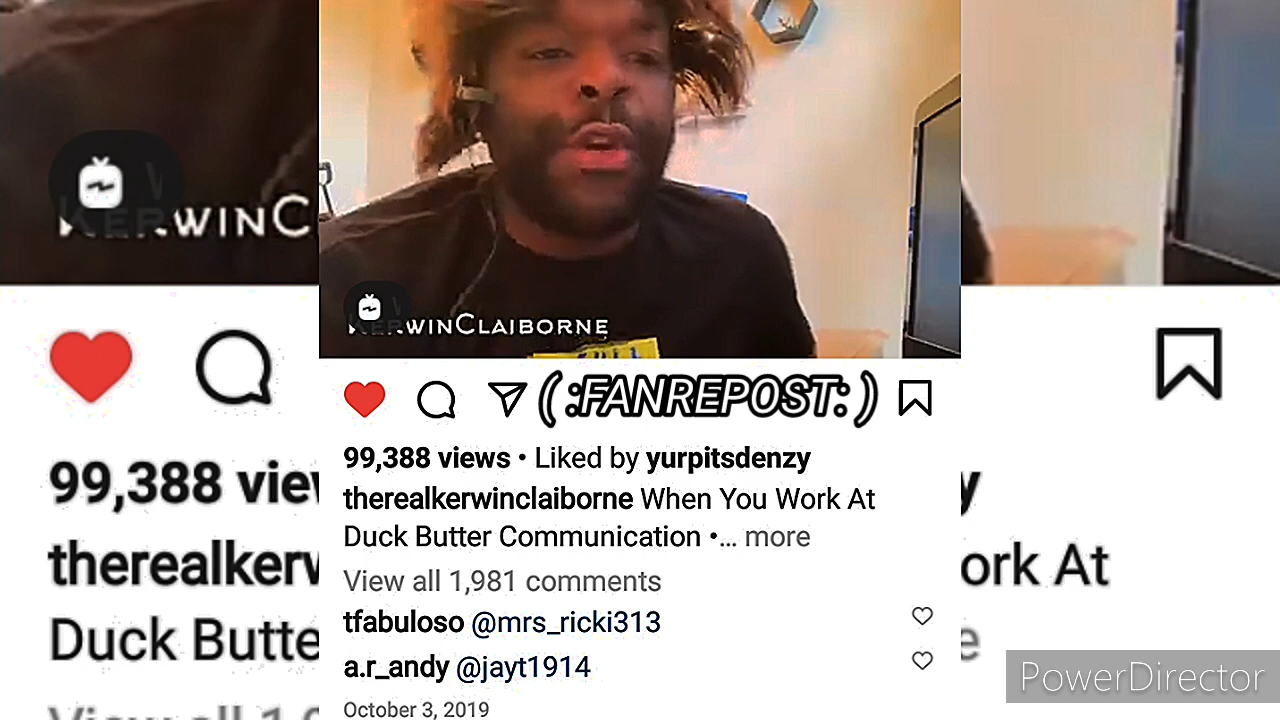 KERWINCLAIBORNE
( :FANREPOST: )
99,388 views • Liked by yurpitsdenzy
therealkerwinclaiborne When You Work At
Duck Butter Communication •... more
View all 1,981 comments
tfabuloso @mrs_ricki313
a.r_andy @jayt1914
October 3, 2019
PowerDirector